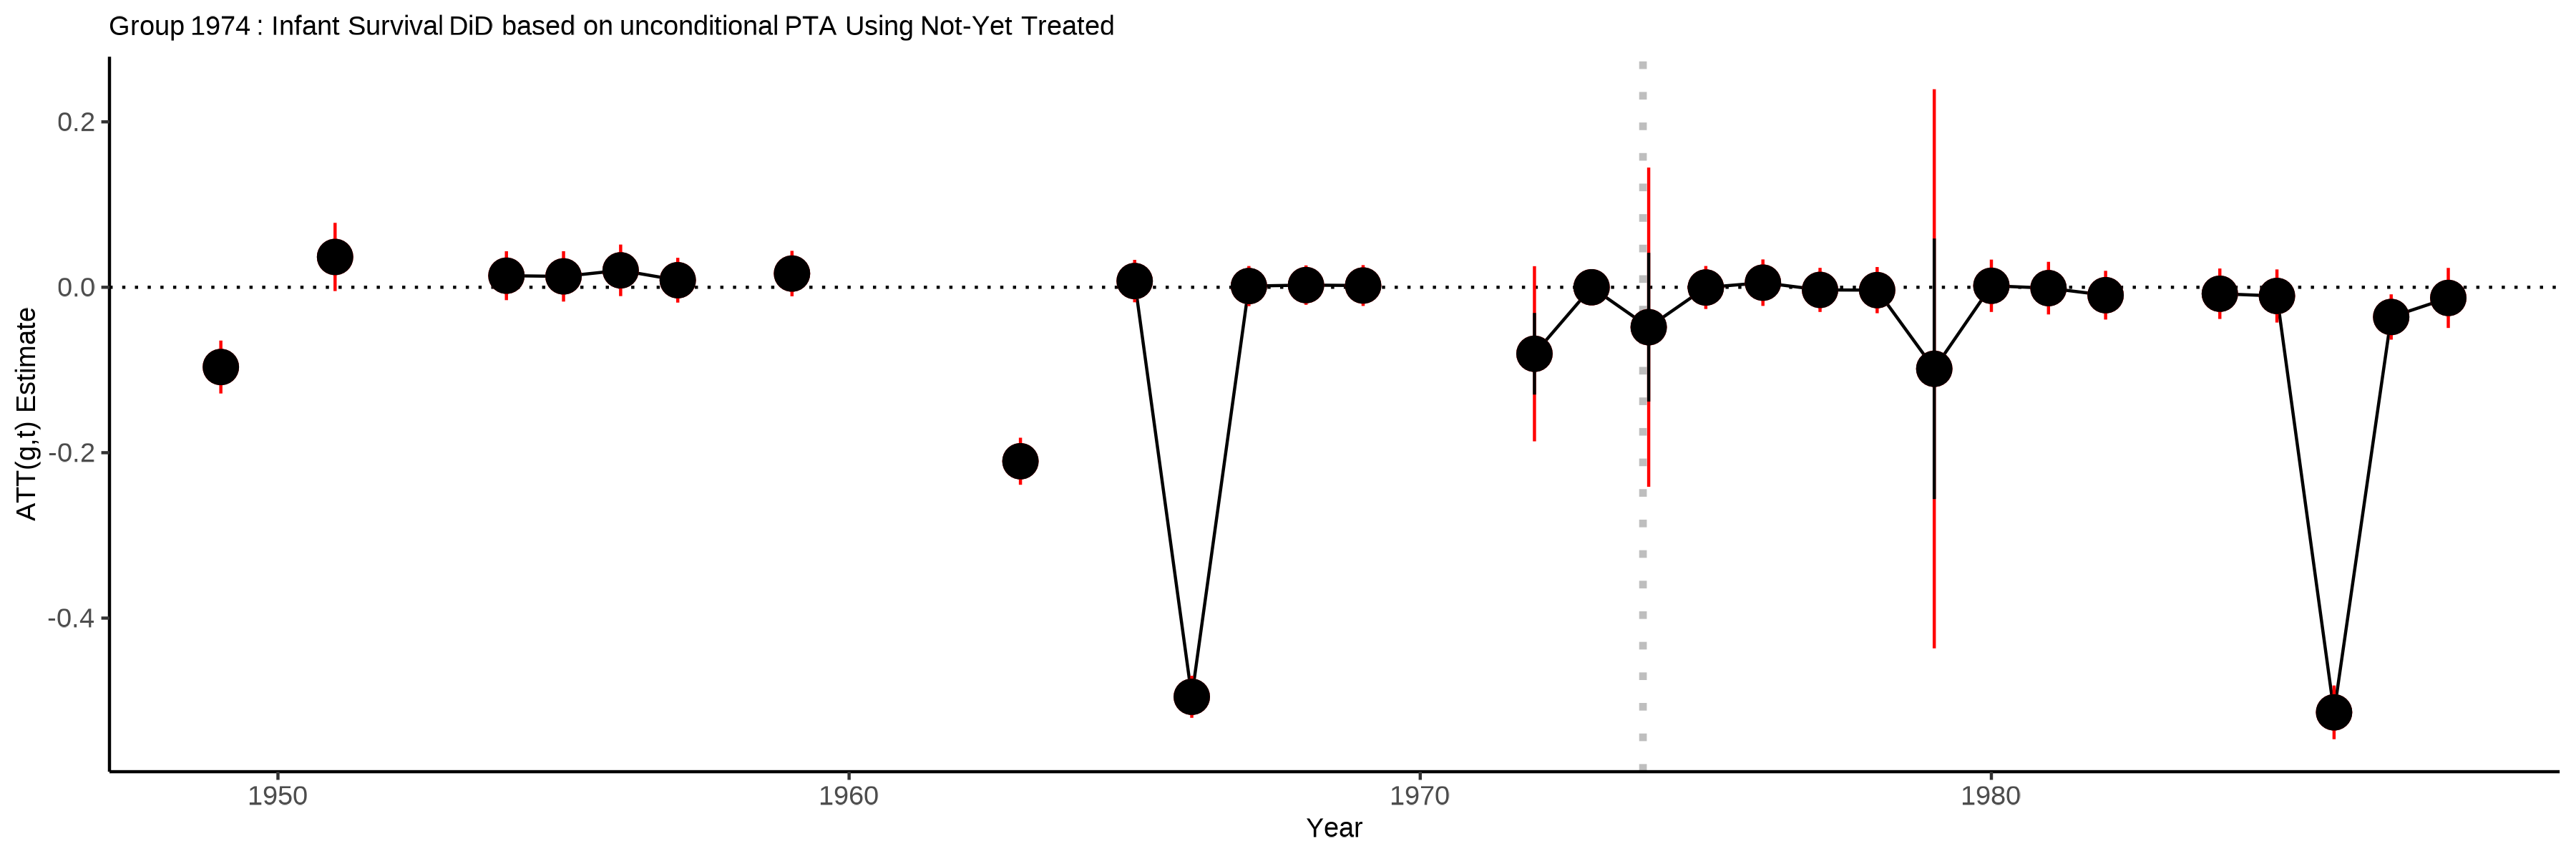 Group 1974 : Infant Survival DiD based on unconditional PTA Using Not-Yet Treated
ATT(g,t) Estimate
0.2
0.0
-0.2
-0.4
1950
1960
1970
1980
Year